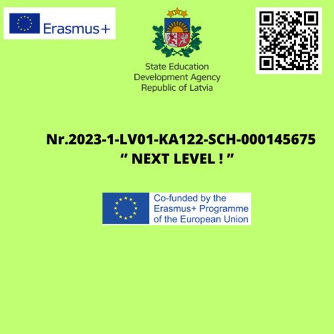 Erasmus+
State Education
Development Agency
Republic of Latvia
Nr.2023-1-LV01-KA122-SCH-000145675
“ NEXT LEVEL ! ”
Co-funded by the
Erasmus+ Programme
of the European Union